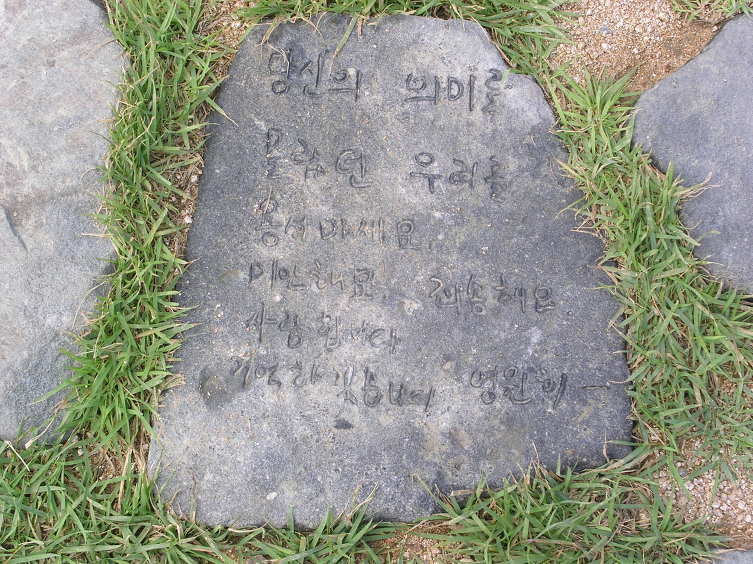 당신의 의미를
몰랐던 우리를
용서하세요.
미안해요. 죄송해요
사랑합니다
기억하겠습니다 영원히